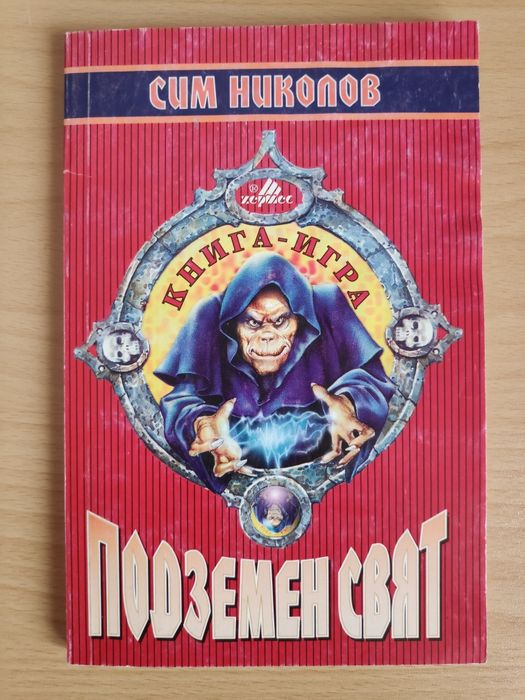 СИМ НИКОЛОВ
®
Хермес
КНИГА-ИГРА
ПОДЗЕМЕН СВЯТ